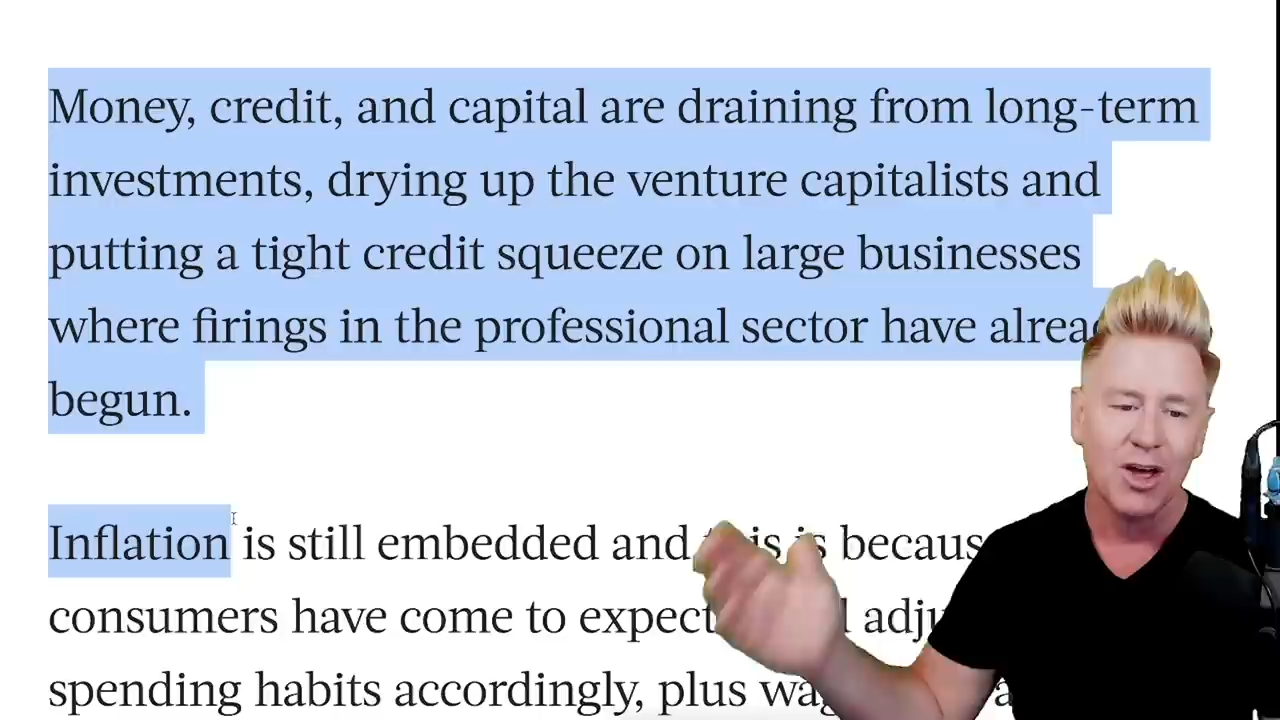 Money, credit, and capital are draining from long-term
investments, drying up the venture capitalists and
putting a tight credit squeeze on large businesses
where firings in the professional sector have
begun.
Inflation is still embedded and is
consumers have come to expect
spending habits accordingly, plus